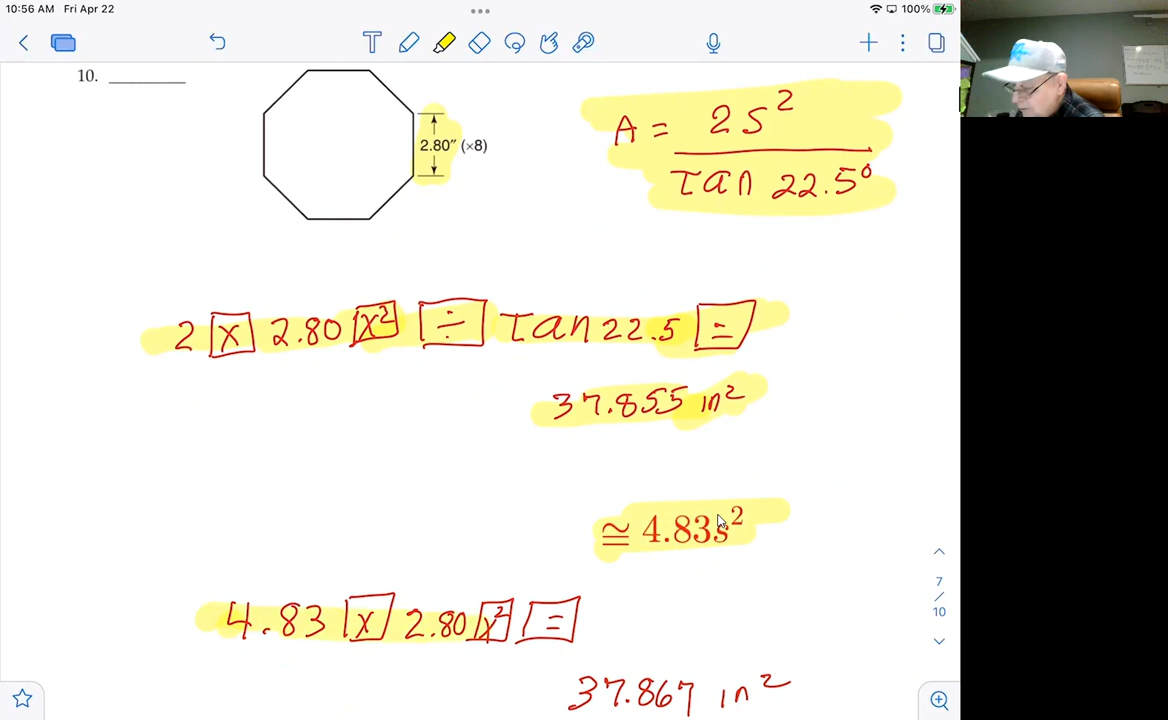 10:56 AM Fri Apr 22
100%
10. ________
2.80" (×8)
A = 2S² / Tan 22.5°
2 [x] 2.80 [x²] [÷] Tan 22.5 [=]
37.855 in²
≅ 4.83s²
4.83 [x] 2.80 [x²] [=]
37.867 in²
7
/
10